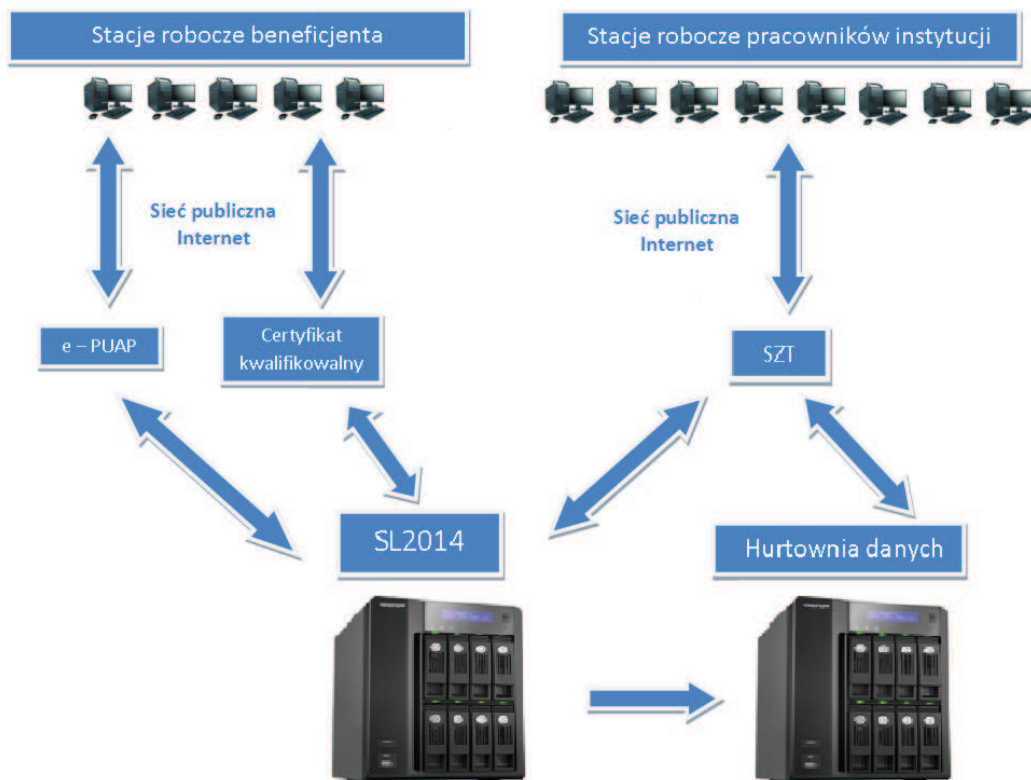 Stacje robocze beneficjenta
Stacje robocze pracowników instytucji
Sieć publiczna
Internet
Sieć publiczna
Internet
e – PUAP
Certyfikat
kwalifikowalny
SZT
SL2014
Hurtownia danych